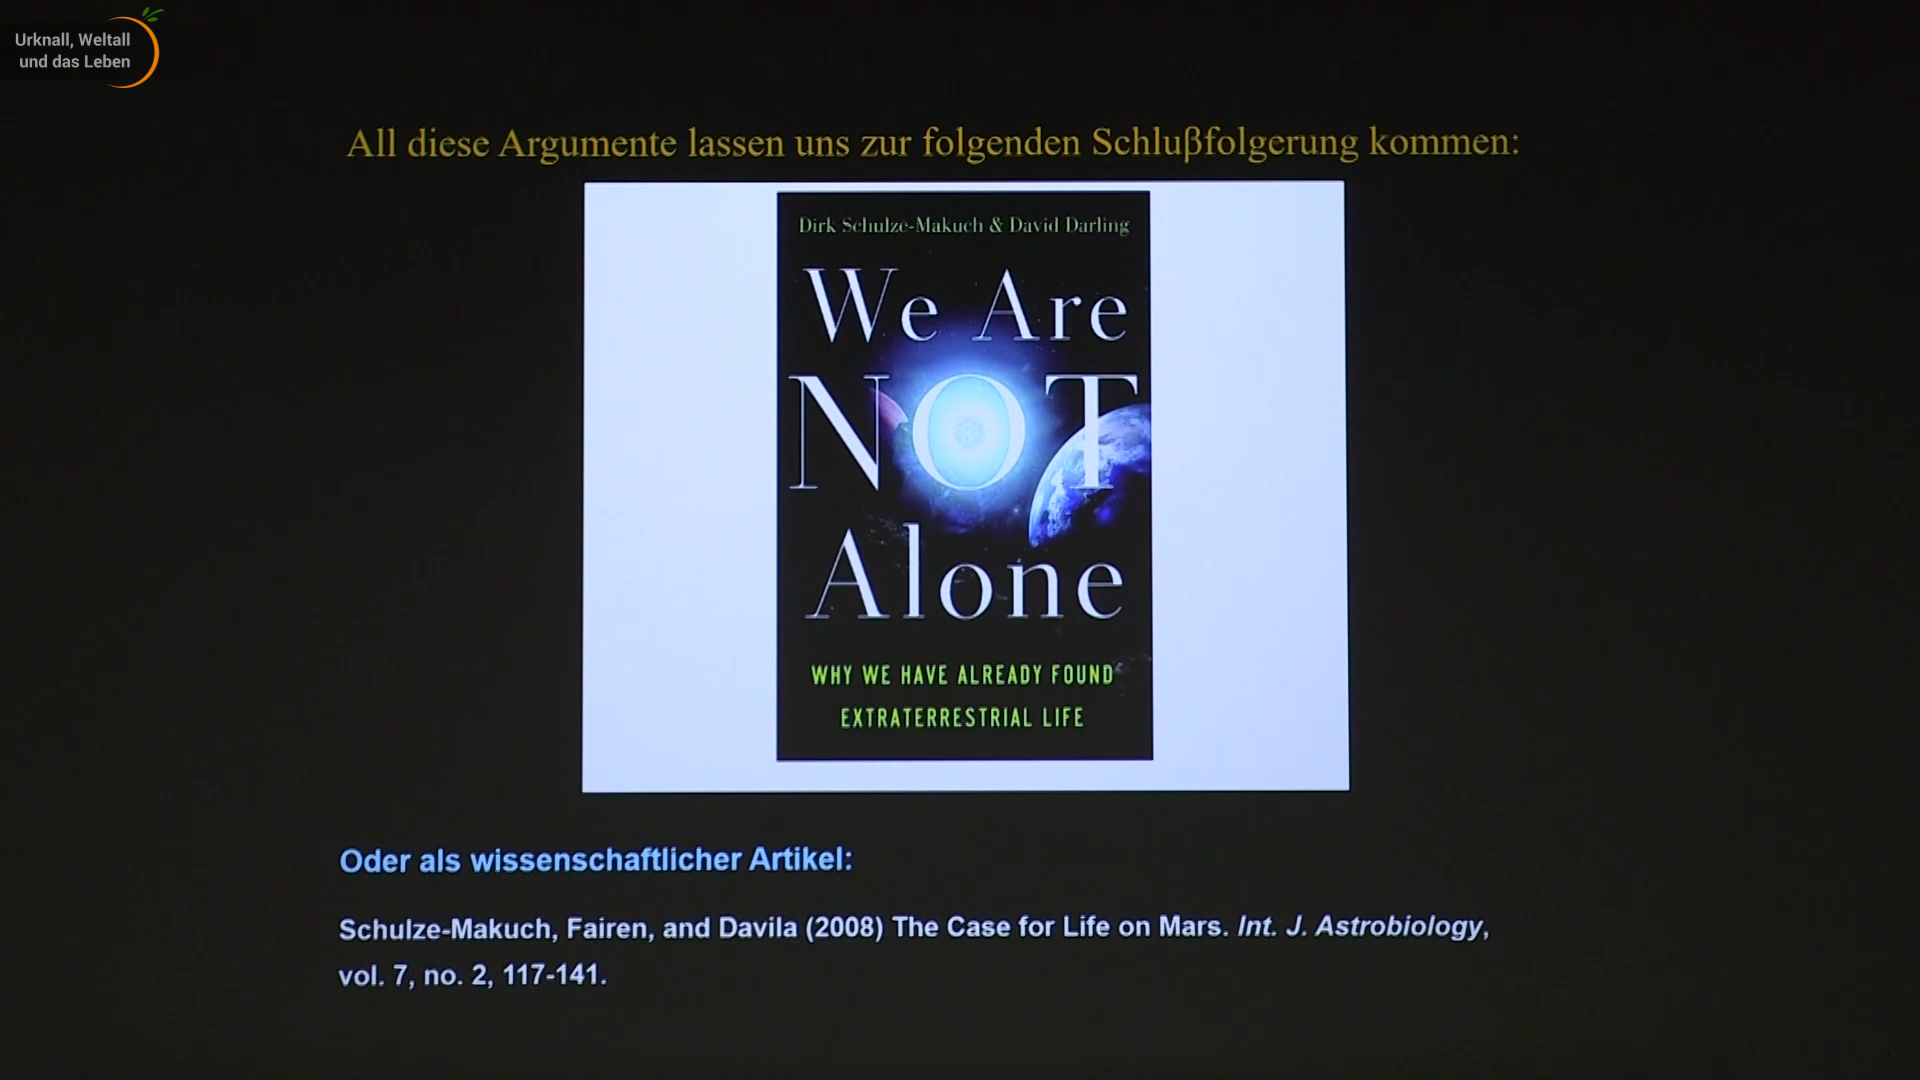 Urknall, Weltall
und das Leben
All diese Argumente lassen uns zur folgenden Schlußfolgerung kommen:
Dirk Schulze-Makuch & David Darling
We Are
NOT
Alone
WHY WE HAVE ALREADY FOUND
EXTRATERRESTRIAL LIFE
Oder als wissenschaftlicher Artikel:
Schulze-Makuch, Fairen, and Davila (2008) The Case for Life on Mars. Int. J. Astrobiology,
vol. 7, no. 2, 117-141.